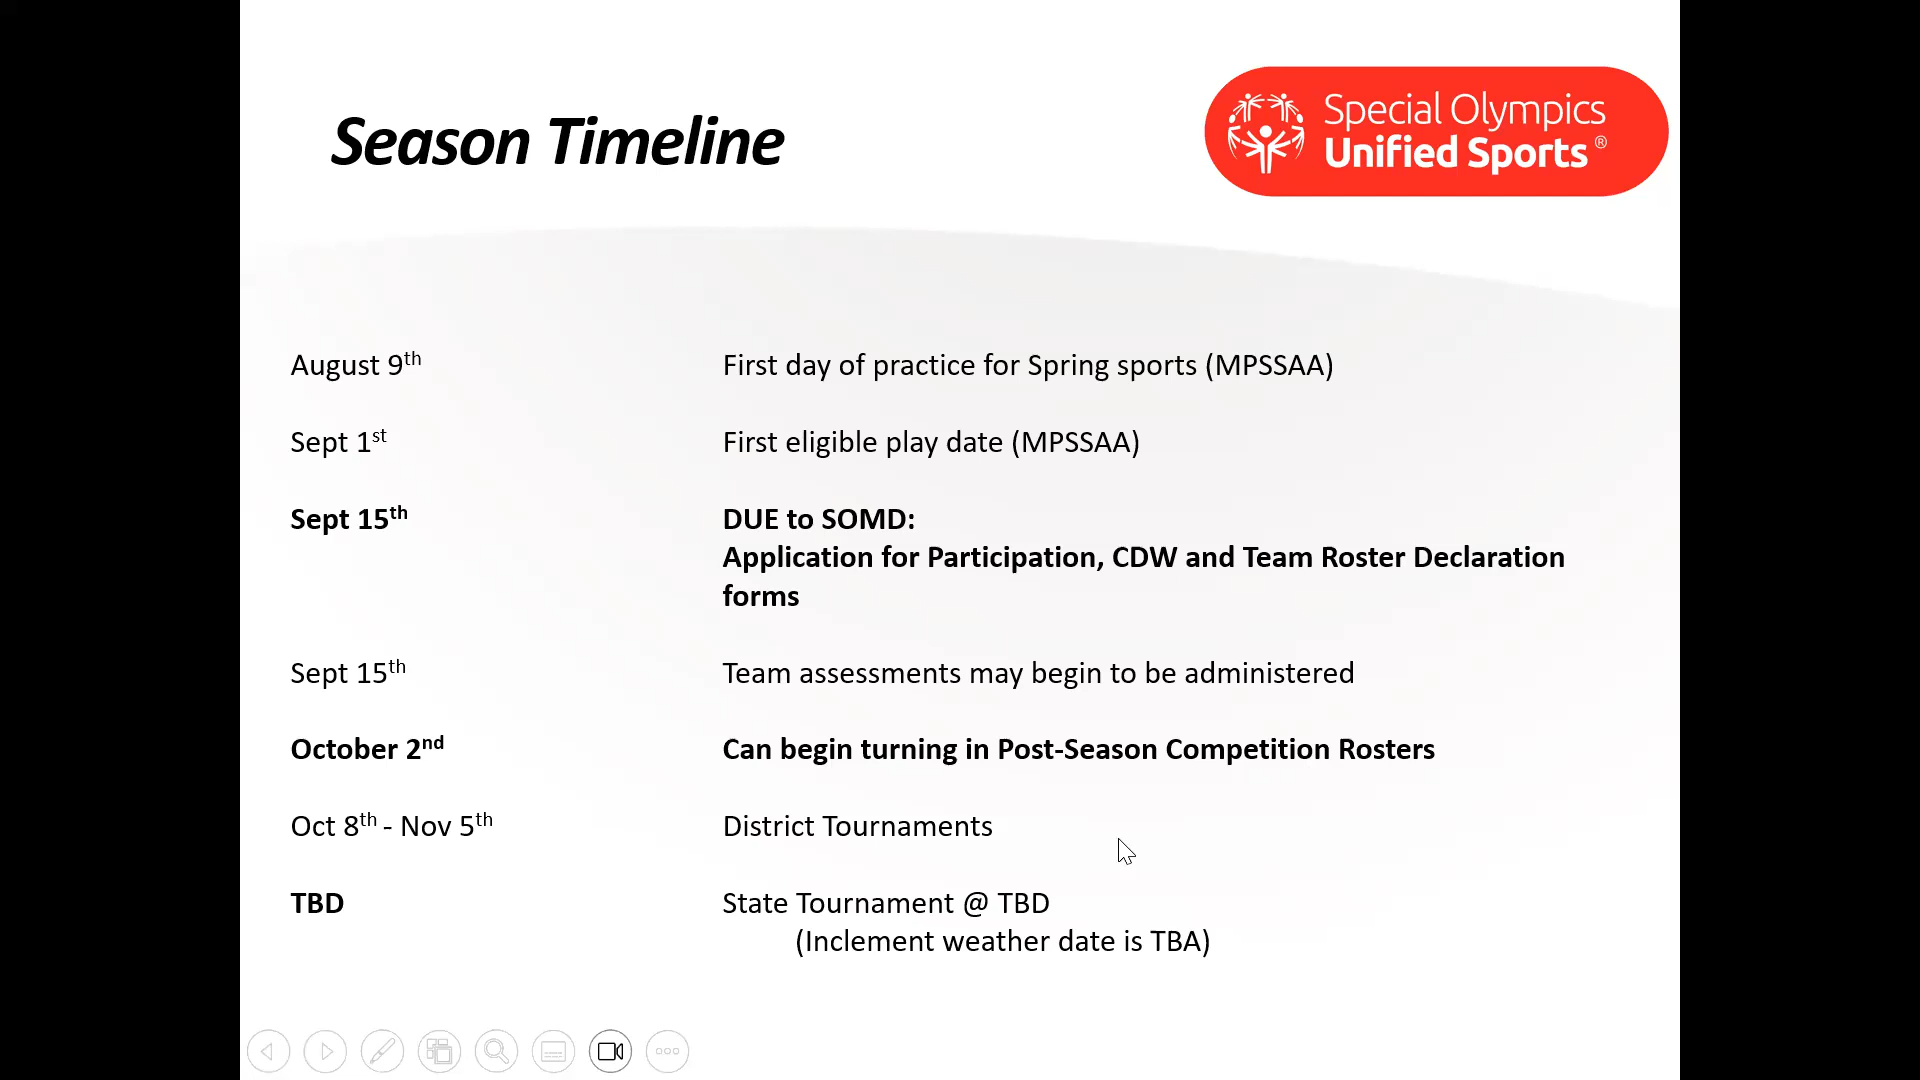 Season Timeline
Special Olympics
Unified Sports ®
August 9th First day of practice for Spring sports (MPSSAA)
Sept 1st First eligible play date (MPSSAA)
Sept 15th DUE to SOMD:
Application for Participation, CDW and Team Roster Declaration
forms
Sept 15th Team assessments may begin to be administered
October 2nd Can begin turning in Post-Season Competition Rosters
Oct 8th - Nov 5th District Tournaments
TBD State Tournament @ TBD
(Inclement weather date is TBA)